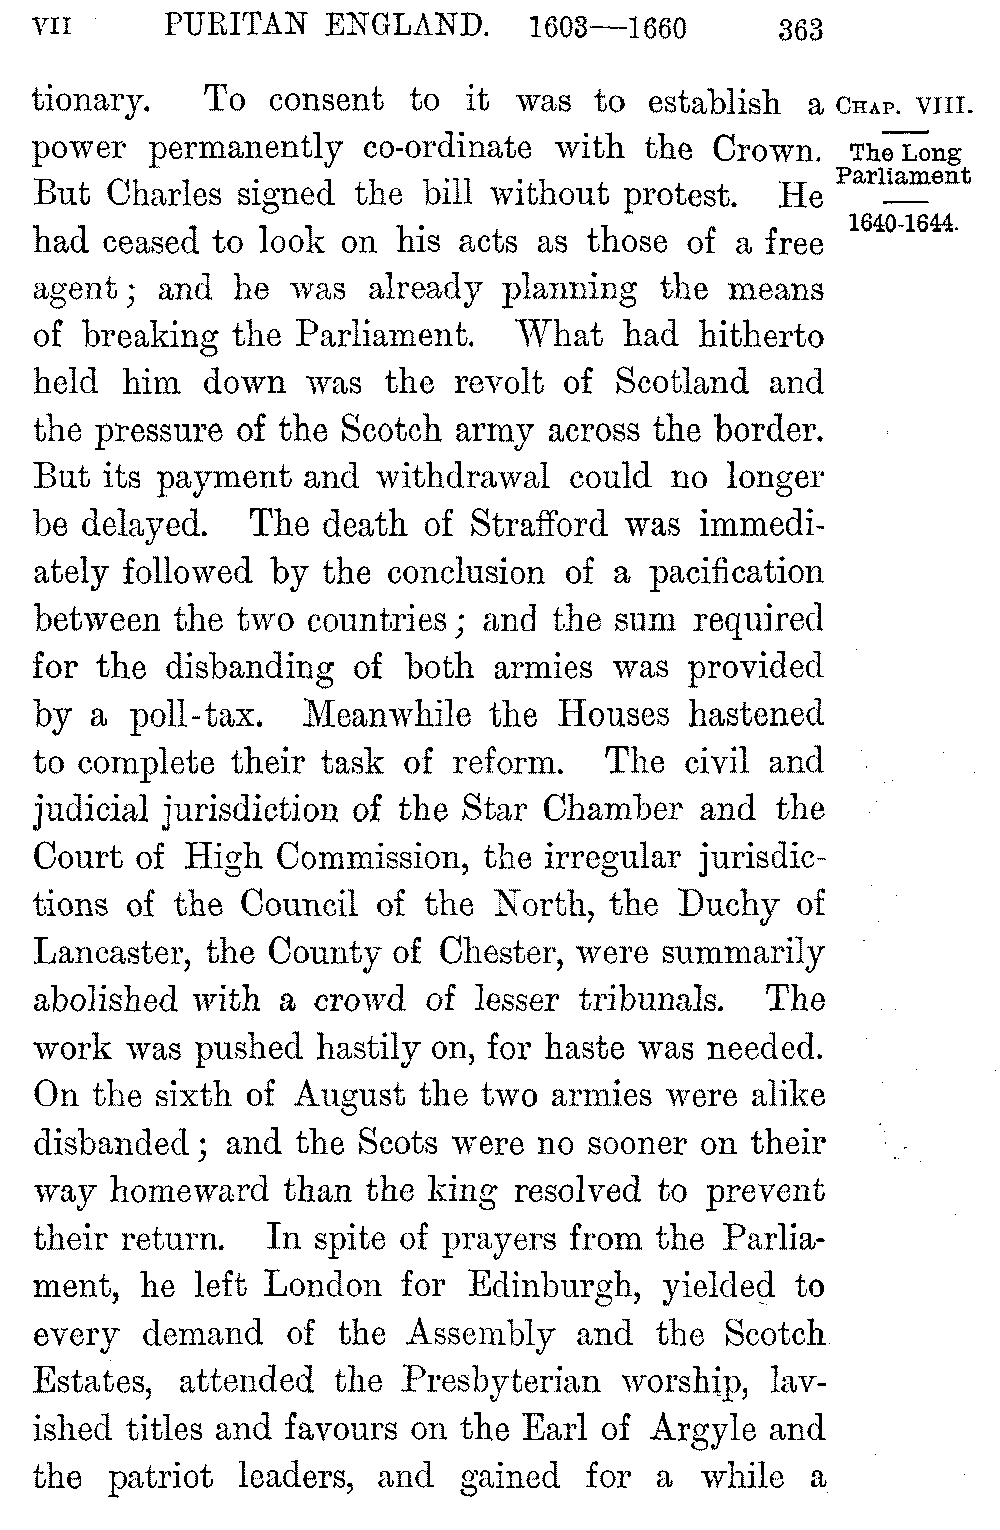 VII PURITAN ENGLAND. 1603—1660 363
CHAP. VIII.
The Long
Parliament
1640-1644.
tionary. To consent to it was to establish a
power permanently co-ordinate with the Crown.
But Charles signed the bill without protest. He
had ceased to look on his acts as those of a free
agent; and he was already planning the means
of breaking the Parliament. What had hitherto
held him down was the revolt of Scotland and
the pressure of the Scotch army across the border.
But its payment and withdrawal could no longer
be delayed. The death of Strafford was immedi-
ately followed by the conclusion of a pacification
between the two countries; and the sum required
for the disbanding of both armies was provided
by a poll-tax. Meanwhile the Houses hastened
to complete their task of reform. The civil and
judicial jurisdiction of the Star Chamber and the
Court of High Commission, the irregular jurisdic-
tions of the Council of the North, the Duchy of
Lancaster, the County of Chester, were summarily
abolished with a crowd of lesser tribunals. The
work was pushed hastily on, for haste was needed.
On the sixth of August the two armies were alike
disbanded; and the Scots were no sooner on their
way homeward than the king resolved to prevent
their return. In spite of prayers from the Parlia-
ment, he left London for Edinburgh, yielded to
every demand of the Assembly and the Scotch
Estates, attended the Presbyterian worship, lav-
ished titles and favours on the Earl of Argyle and
the patriot leaders, and gained for a while a